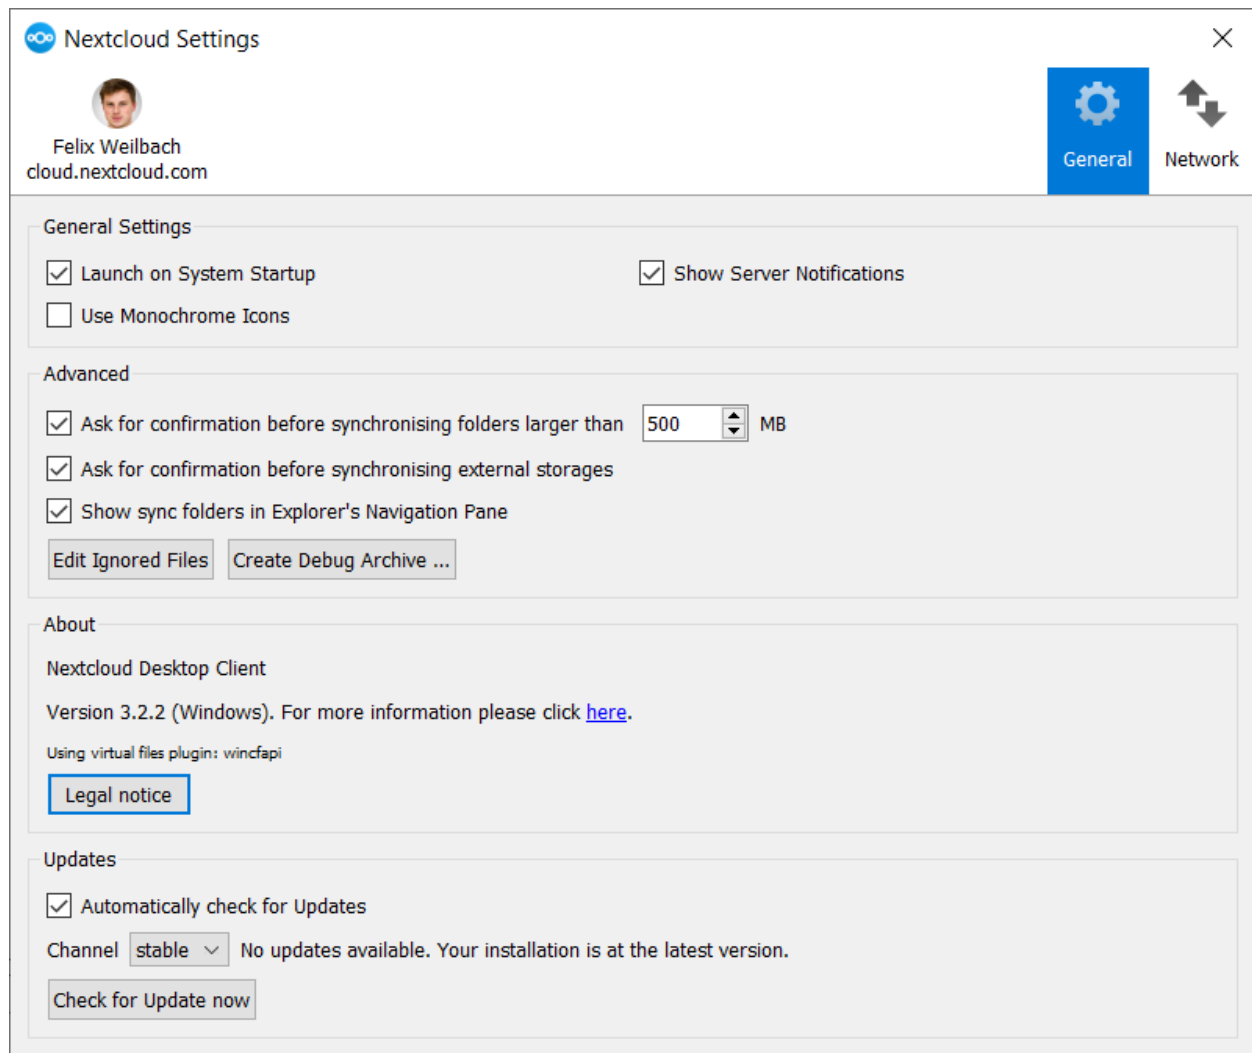 Nextcloud Settings
Felix Weilbach
cloud.nextcloud.com
General
Network
General Settings
Launch on System Startup
Show Server Notifications
Use Monochrome Icons
Advanced
Ask for confirmation before synchronising folders larger than 500 MB
Ask for confirmation before synchronising external storages
Show sync folders in Explorer's Navigation Pane
Edit Ignored Files
Create Debug Archive ...
About
Nextcloud Desktop Client
Version 3.2.2 (Windows). For more information please click here.
Using virtual files plugin: wincfapi
Legal notice
Updates
Automatically check for Updates
Channel stable No updates available. Your installation is at the latest version.
Check for Update now